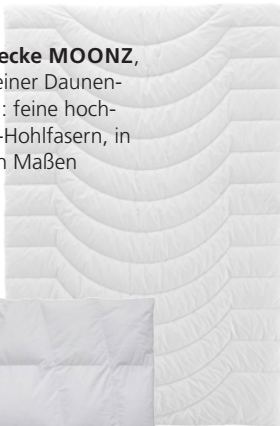 ecke MOONZ,
einer Daunen-
: feine hoch-
-Hohlfasern, in
n Maßen